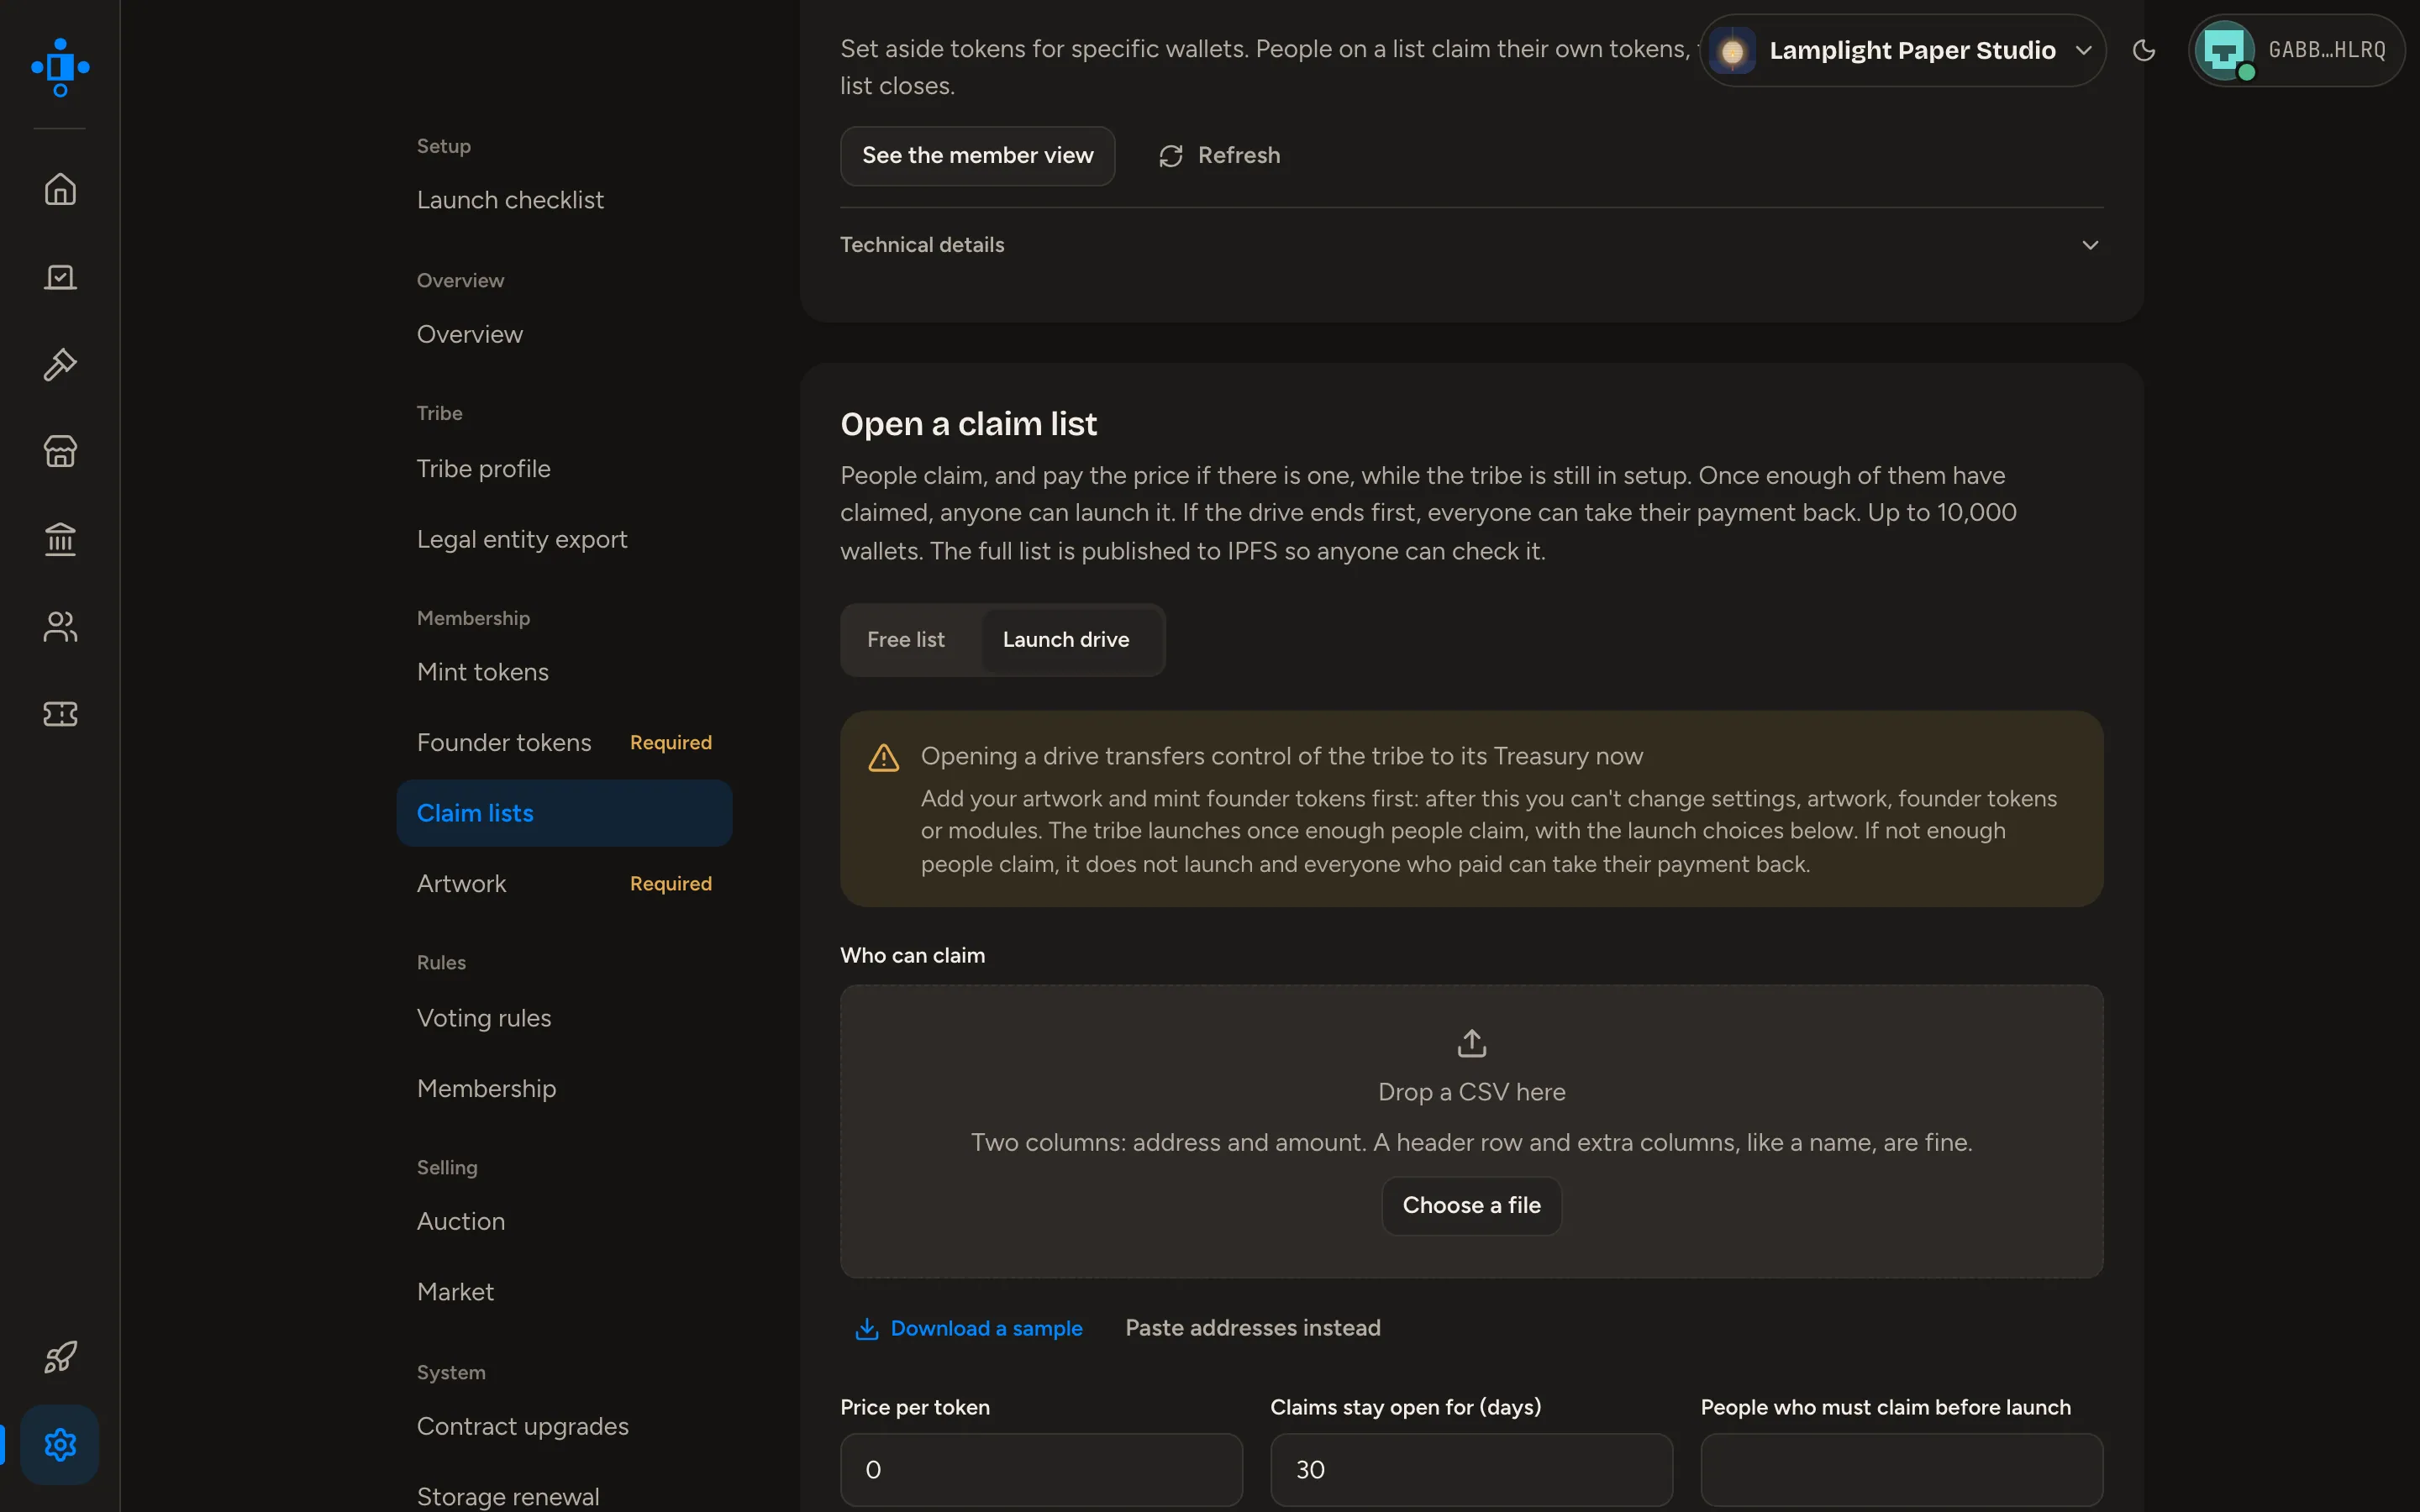 Set aside tokens for specific wallets. People on a list claim their own tokens,
list closes.
Lamplight Paper Studio
GABB...HLRQ
See the member view
Refresh
Technical details
Setup
Launch checklist
Overview
Overview
Tribe
Tribe profile
Legal entity export
Membership
Mint tokens
Founder tokens Required
Claim lists
Artwork Required
Rules
Voting rules
Membership
Selling
Auction
Market
System
Contract upgrades
Storage renewal
Open a claim list
People claim, and pay the price if there is one, while the tribe is still in setup. Once enough of them have
claimed, anyone can launch it. If the drive ends first, everyone can take their payment back. Up to 10,000
wallets. The full list is published to IPFS so anyone can check it.
Free list
Launch drive
Opening a drive transfers control of the tribe to its Treasury now
Add your artwork and mint founder tokens first: after this you can't change settings, artwork, founder tokens
or modules. The tribe launches once enough people claim, with the launch choices below. If not enough
people claim, it does not launch and everyone who paid can take their payment back.
Who can claim
Drop a CSV here
Two columns: address and amount. A header row and extra columns, like a name, are fine.
Choose a file
Download a sample
Paste addresses instead
Price per token
0
Claims stay open for (days)
30
People who must claim before launch